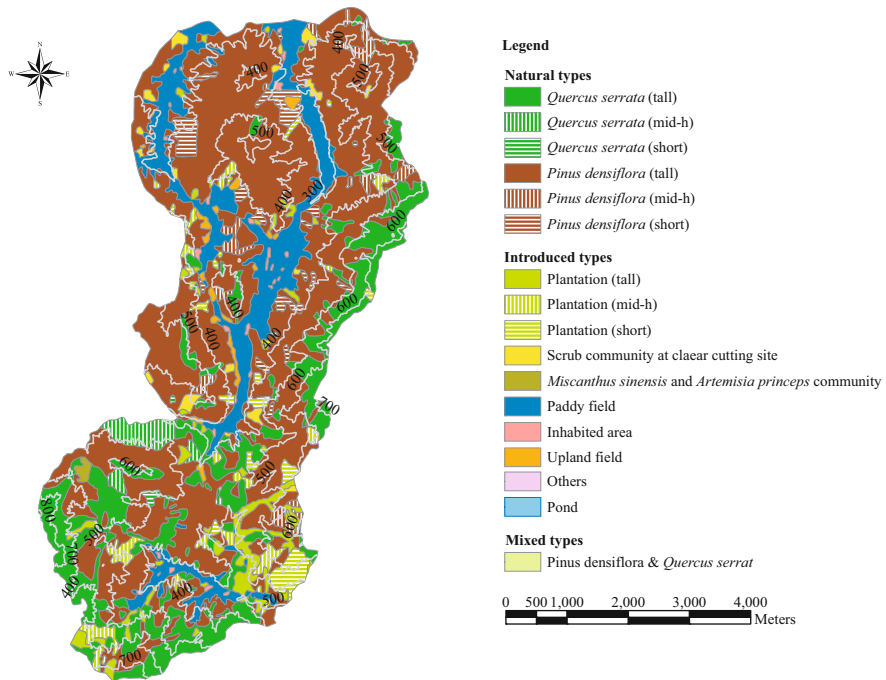 N
W E
S
Legend
Natural types
Quercus serrata (tall)
Quercus serrata (mid-h)
Quercus serrata (short)
Pinus densiflora (tall)
Pinus densiflora (mid-h)
Pinus densiflora (short)
Introduced types
Plantation (tall)
Plantation (mid-h)
Plantation (short)
Scrub community at claear cutting site
Miscanthus sinensis and Artemisia princeps community
Paddy field
Inhabited area
Upland field
Others
Pond
Mixed types
Pinus densiflora & Quercus serrat
0 500 1,000 2,000 3,000 4,000
Meters
400
400
500
500
500
400
300
600
400
600
500
400
400
600
700
600
500
800
500
600
700
400
400
500
700